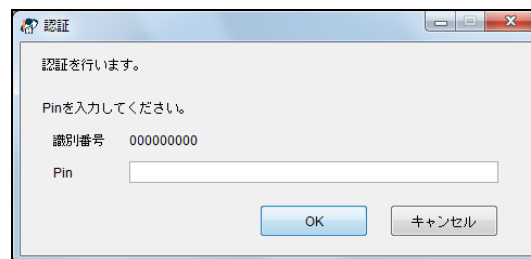 認証
認証を行います。
Pinを入力してください。
識別番号 000000000
Pin
OK キャンセル